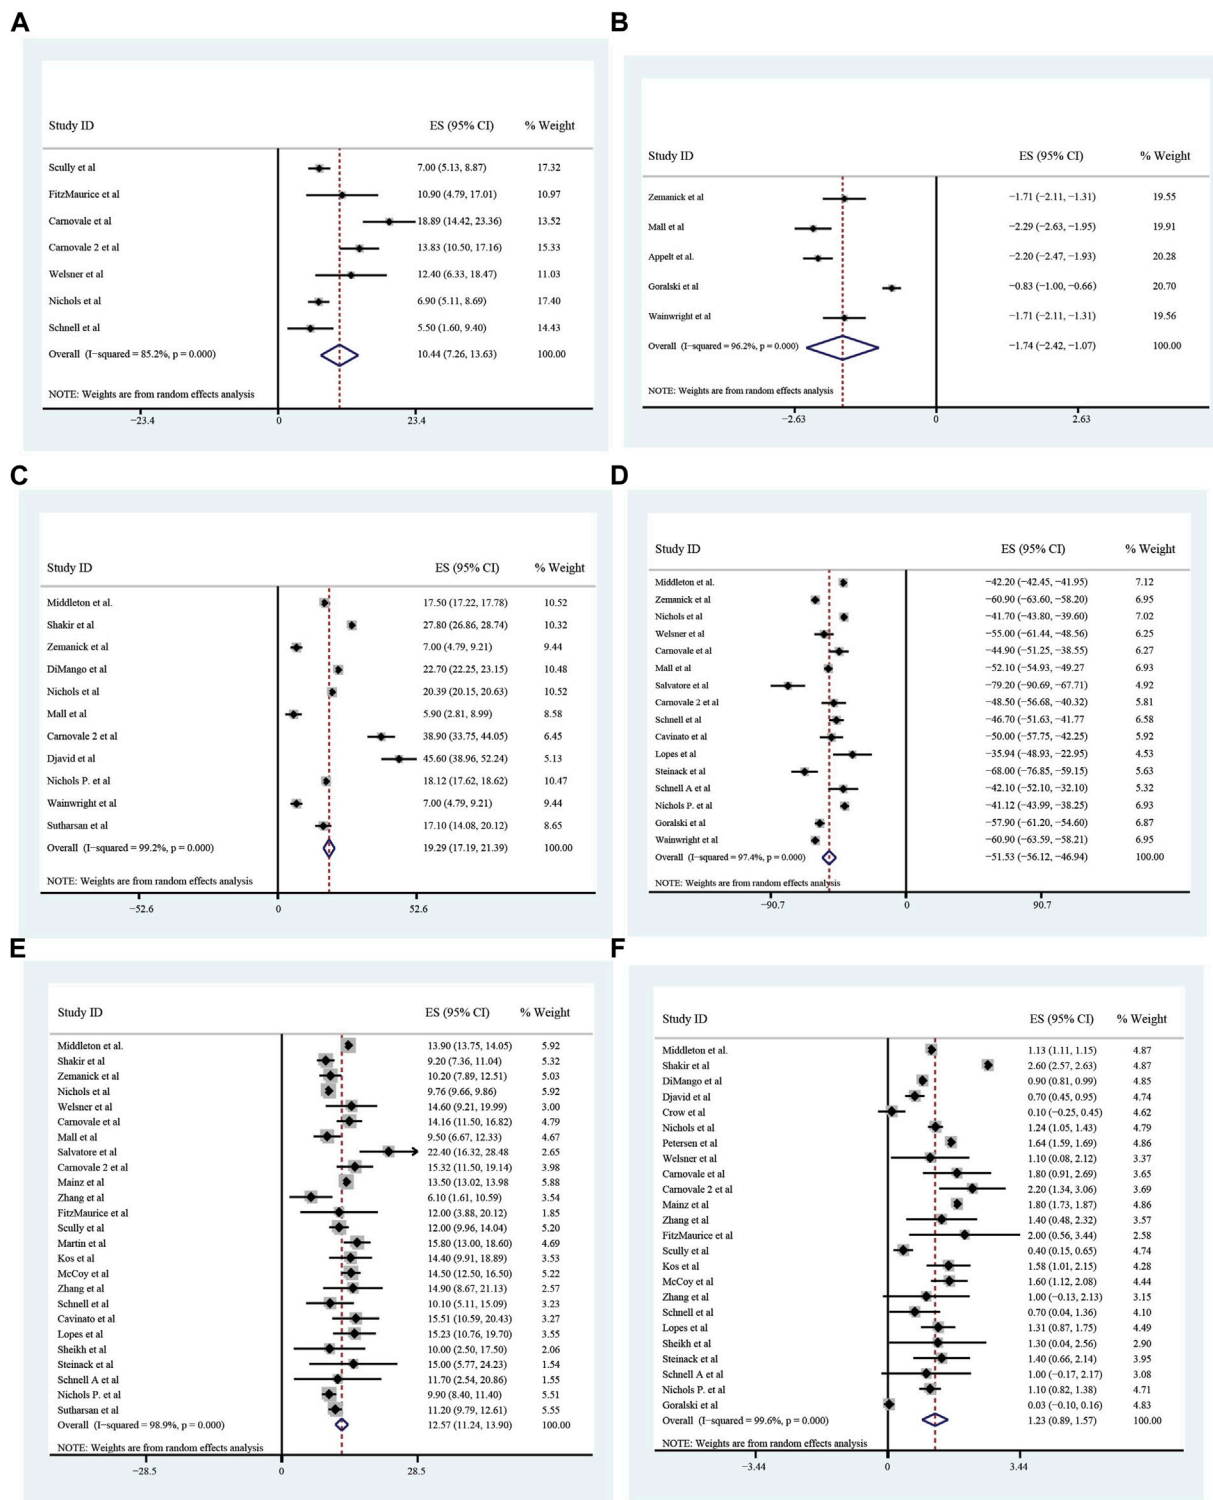 A
Study ID ES (95% CI) % Weight
Scully et al 7.00 (5.13, 8.87) 17.32
FitzMaurice et al 10.90 (4.79, 17.01) 10.97
Carnovale et al 18.89 (14.42, 23.36) 13.52
Carnovale 2 et al 13.83 (10.50, 17.16) 15.33
Welsner et al 12.40 (6.33, 18.47) 11.03
Nichols et al 6.90 (5.11, 8.69) 17.40
Schnell et al 5.50 (1.60, 9.40) 14.43
Overall (I−squared = 85.2%, p = 0.000) 10.44 (7.26, 13.63) 100.00
NOTE: Weights are from random effects analysis
−23.4 0 23.4
B
Study ID ES (95% CI) % Weight
Zemanick et al −1.71 (−2.11, −1.31) 19.55
Mall et al −2.29 (−2.63, −1.95) 19.91
Appelt et al. −2.20 (−2.47, −1.93) 20.28
Goralski et al −0.83 (−1.00, −0.66) 20.70
Wainwright et al −1.71 (−2.11, −1.31) 19.56
Overall (I−squared = 96.2%, p = 0.000) −1.74 (−2.42, −1.07) 100.00
NOTE: Weights are from random effects analysis
−2.63 0 2.63
C
Study ID ES (95% CI) % Weight
Middleton et al. 17.50 (17.22, 17.78) 10.52
Shakir et al 27.80 (26.86, 28.74) 10.32
Zemanick et al 7.00 (4.79, 9.21) 9.44
DiMango et al 22.70 (22.25, 23.15) 10.48
Nichols et al 20.39 (20.15, 20.63) 10.52
Mall et al 5.90 (2.81, 8.99) 8.58
Carnovale 2 et al 38.90 (33.75, 44.05) 6.45
Djavid et al 45.60 (38.96, 52.24) 5.13
Nichols P. et al 18.12 (17.62, 18.62) 10.47
Wainwright et al 7.00 (4.79, 9.21) 9.44
Sutharsan et al 17.10 (14.08, 20.12) 8.65
Overall (I−squared = 99.2%, p = 0.000) 19.29 (17.19, 21.39) 100.00
NOTE: Weights are from random effects analysis
−52.6 0 52.6
D
Study ID ES (95% CI) % Weight
Middleton et al. −42.20 (−42.45, −41.95) 7.12
Zemanick et al −60.90 (−63.60, −58.20) 6.95
Nichols et al −41.70 (−43.80, −39.60) 7.02
Welsner et al −55.00 (−61.44, −48.56) 6.25
Carnovale et al −44.90 (−51.25, −38.55) 6.27
Mall et al −52.10 (−54.93, −49.27 6.93
Salvatore et al −79.20 (−90.69, −67.71) 4.92
Carnovale 2 et al −48.50 (−56.68, −40.32) 5.81
Schnell et al −46.70 (−51.63, −41.77 6.58
Cavinato et al −50.00 (−57.75, −42.25) 5.92
Lopes et al −35.94 (−48.93, −22.95) 4.53
Steinack et al −68.00 (−76.85, −59.15) 5.63
Schnell A et al −42.10 (−52.10, −32.10) 5.32
Nichols P. et al −41.12 (−43.99, −38.25) 6.93
Goralski et al −57.90 (−61.20, −54.60) 6.87
Wainwright et al −60.90 (−63.59, −58.21) 6.95
Overall (I−squared = 97.4%, p = 0.000) −51.53 (−56.12, −46.94) 100.00
NOTE: Weights are from random effects analysis
−90.7 0 90.7
E
Study ID ES (95% CI) % Weight
Middleton et al. 13.90 (13.75, 14.05) 5.92
Shakir et al 9.20 (7.36, 11.04) 5.32
Zemanick et al 10.20 (7.89, 12.51) 5.03
Nichols et al 9.76 (9.66, 9.86) 5.92
Welsner et al 14.60 (9.21, 19.99) 3.00
Carnovale et al 14.16 (11.50, 16.82) 4.79
Mall et al 9.50 (6.67, 12.33) 4.67
Salvatore et al 22.40 (16.32, 28.48 2.65
Carnovale 2 et al 15.32 (11.50, 19.14) 3.98
Mainz et al 13.50 (13.02, 13.98 5.88
Zhang et al 6.10 (1.61, 10.59) 3.54
FitzMaurice et al 12.00 (3.88, 20.12) 1.85
Scully et al 12.00 (9.96, 14.04) 5.20
Martin et al 15.80 (13.00, 18.60) 4.69
Kos et al 14.40 (9.91, 18.89) 3.53
McCoy et al 14.50 (12.50, 16.50) 5.22
Zhang et al 14.90 (8.67, 21.13) 2.57
Schnell et al 10.10 (5.11, 15.09) 3.23
Cavinato et al 15.51 (10.59, 20.43) 3.27
Lopes et al 15.23 (10.76, 19.70) 3.55
Sheikh et al 10.00 (2.50, 17.50) 2.06
Steinack et al 15.00 (5.77, 24.23) 1.54
Schnell A et al 11.70 (2.54, 20.86) 1.55
Nichols P. et al 9.90 (8.40, 11.40) 5.51
Sutharsan et al 11.20 (9.79, 12.61) 5.55
Overall (I−squared = 98.9%, p = 0.000) 12.57 (11.24, 13.90) 100.00
NOTE: Weights are from random effects analysis
−28.5 0 28.5
F
Study ID ES (95% CI) % Weight
Middleton et al. 1.13 (1.11, 1.15) 4.87
Shakir et al 2.60 (2.57, 2.63) 4.87
DiMango et al 0.90 (0.81, 0.99) 4.85
Djavid et al 0.70 (0.45, 0.95) 4.74
Crow et al 0.10 (−0.25, 0.45) 4.62
Nichols et al 1.24 (1.05, 1.43) 4.79
Petersen et al 1.64 (1.59, 1.69) 4.86
Welsner et al 1.10 (0.08, 2.12) 3.37
Carnovale et al 1.80 (0.91, 2.69) 3.65
Carnovale 2 et al 2.20 (1.34, 3.06) 3.69
Mainz et al 1.80 (1.73, 1.87) 4.86
Zhang et al 1.40 (0.48, 2.32) 3.57
FitzMaurice et al 2.00 (0.56, 3.44) 2.58
Scully et al 0.40 (0.15, 0.65) 4.74
Kos et al 1.58 (1.01, 2.15) 4.28
McCoy et al 1.60 (1.12, 2.08) 4.44
Zhang et al 1.00 (−0.13, 2.13) 3.15
Schnell et al 0.70 (0.04, 1.36) 4.10
Lopes et al 1.31 (0.87, 1.75) 4.49
Sheikh et al 1.30 (0.04, 2.56) 2.90
Steinack et al 1.40 (0.66, 2.14) 3.95
Schnell A et al 1.00 (−0.17, 2.17) 3.08
Nichols P. et al 1.10 (0.82, 1.38) 4.71
Goralski et al 0.03 (−0.10, 0.16) 4.83
Overall (I−squared = 99.6%, p = 0.000) 1.23 (0.89, 1.57) 100.00
NOTE: Weights are from random effects analysis
−3.44 0 3.44